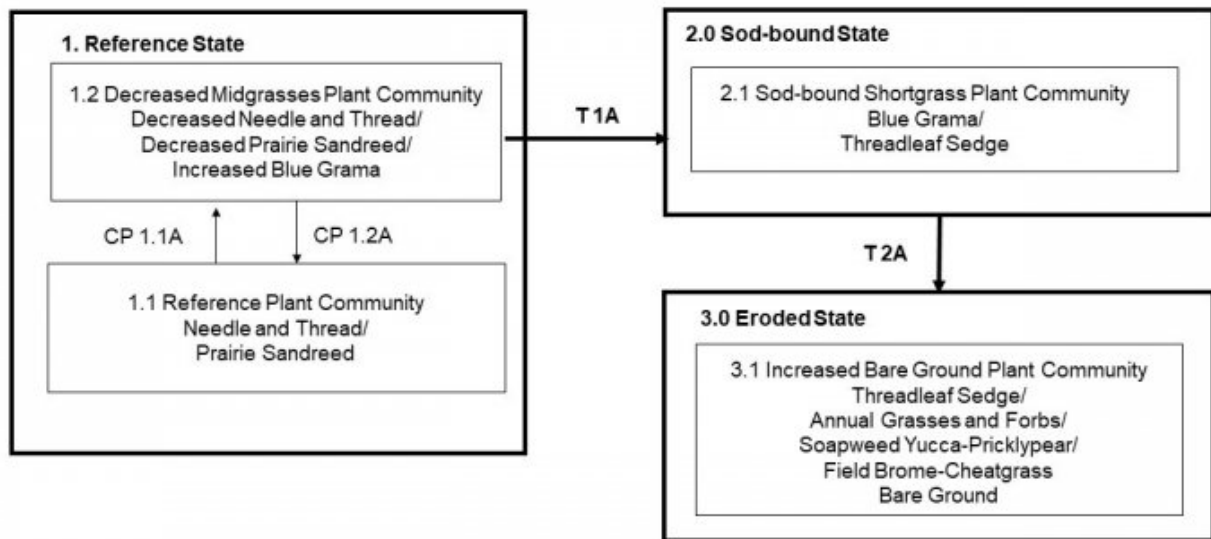 1. Reference State
1.2 Decreased Midgrasses Plant Community
Decreased Needle and Thread/
Decreased Prairie Sandreed/
Increased Blue Grama
CP 1.1A
CP 1.2A
1.1 Reference Plant Community
Needle and Thread/
Prairie Sandreed
T 1A
2.0 Sod-bound State
2.1 Sod-bound Shortgrass Plant Community
Blue Grama/
Threadleaf Sedge
T 2A
3.0 Eroded State
3.1 Increased Bare Ground Plant Community
Threadleaf Sedge/
Annual Grasses and Forbs/
Soapweed Yucca-Pricklypear/
Field Brome-Cheatgrass
Bare Ground